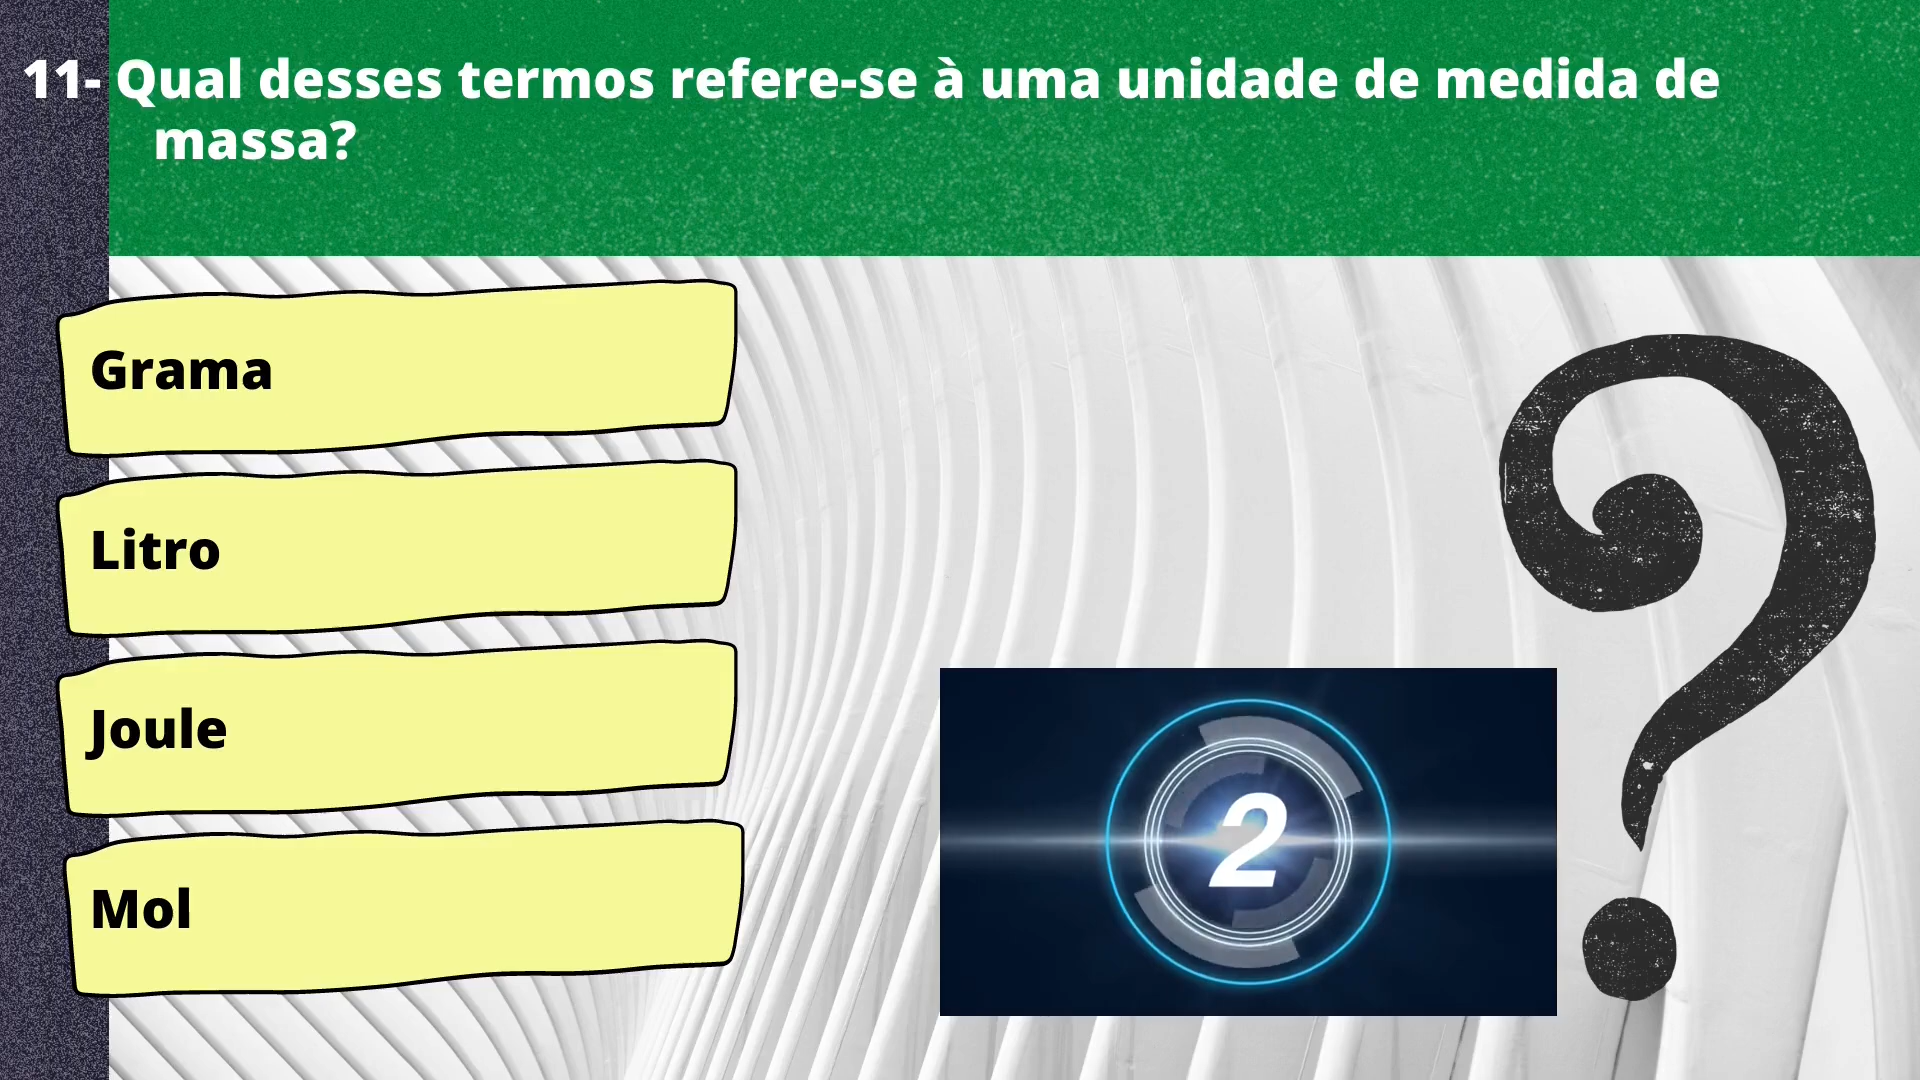 11- Qual desses termos refere-se à uma unidade de medida de
massa?
Grama
Litro
Joule
Mol
2